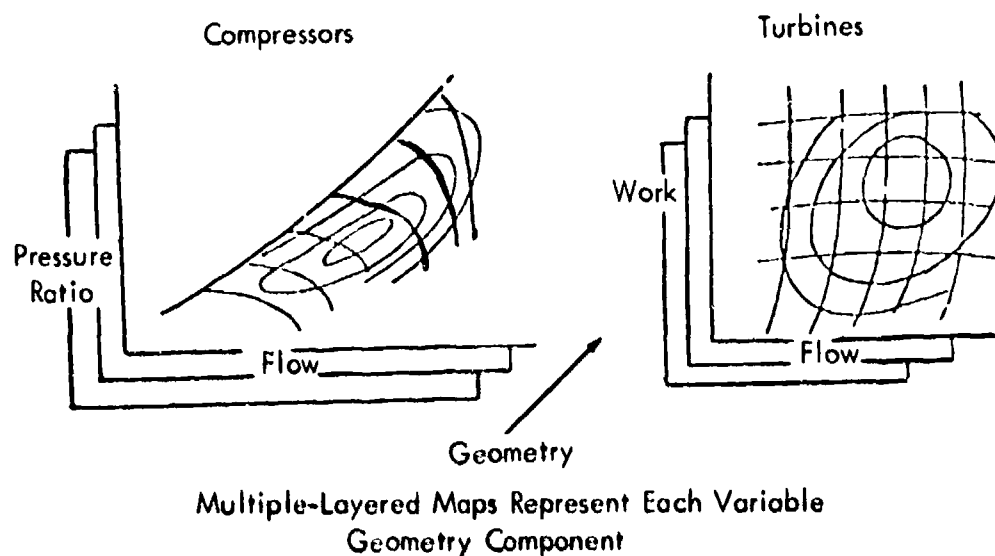 Compressors
Turbines
Pressure
Ratio
Flow
Work
Flow
Geometry
Multiple-Layered Maps Represent Each Variable
Geometry Component